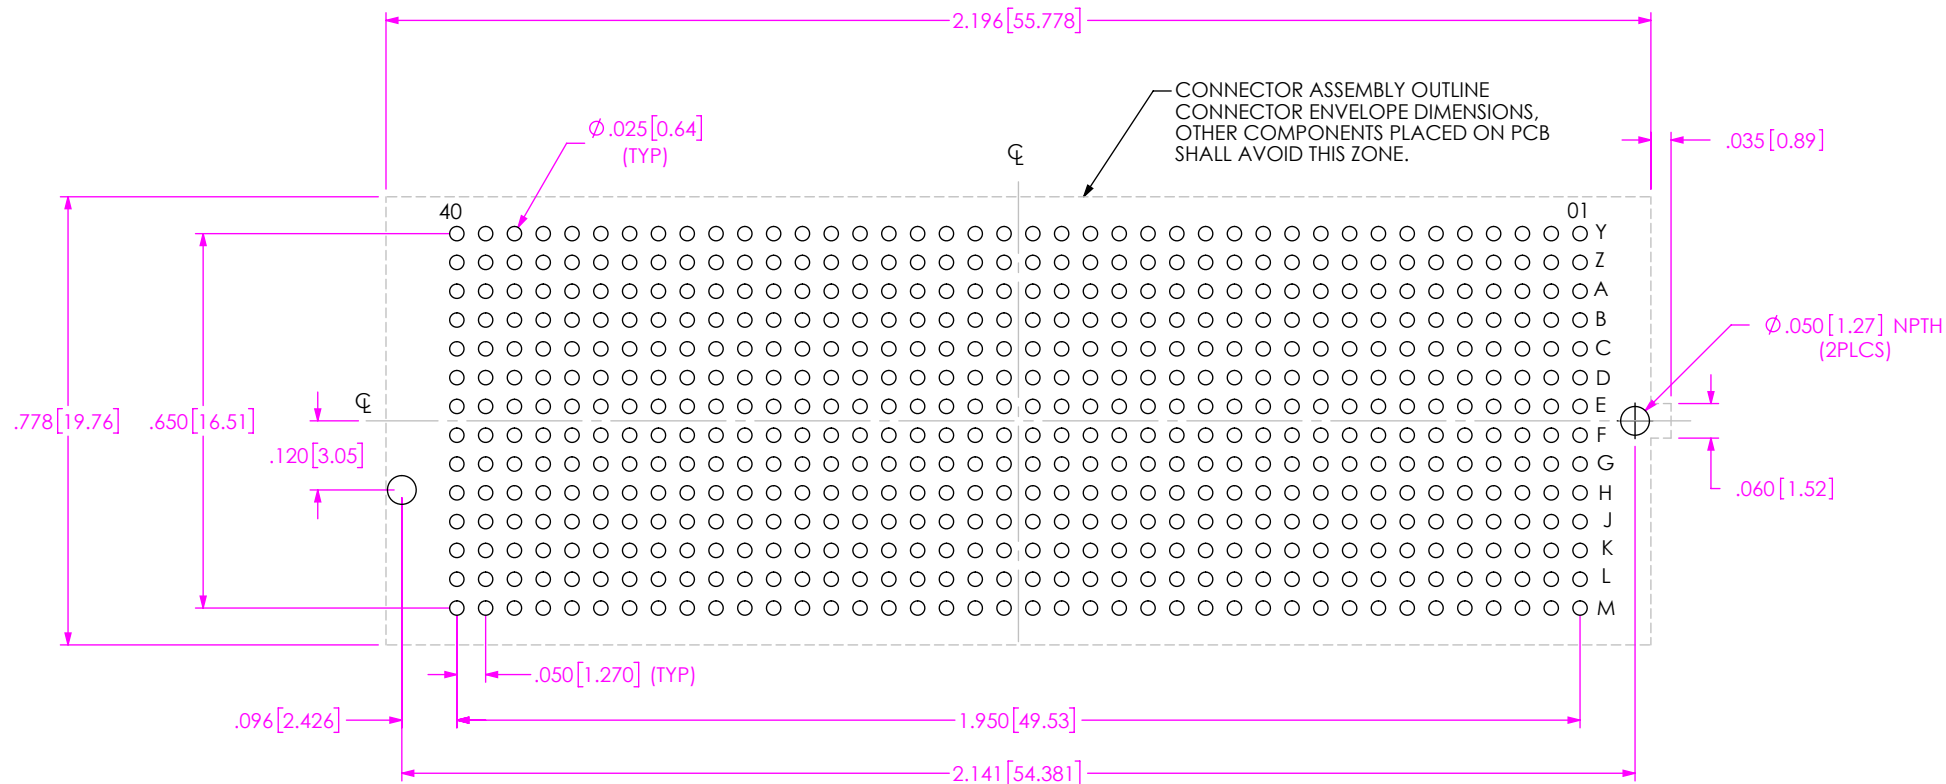 2.196[55.778]
CONNECTOR ASSEMBLY OUTLINE
CONNECTOR ENVELOPE DIMENSIONS,
OTHER COMPONENTS PLACED ON PCB
SHALL AVOID THIS ZONE.
Ø.025[0.64]
(TYP)
.035[0.89]
℄
40
01
Y
Z
A
B
C
D
E
F
G
H
J
K
L
M
Ø.050[1.27] NPTH
(2PLCS)
℄
.778[19.76]
.650[16.51]
.120[3.05]
.060[1.52]
.050[1.270] (TYP)
.096[2.426]
1.950[49.53]
2.141[54.381]